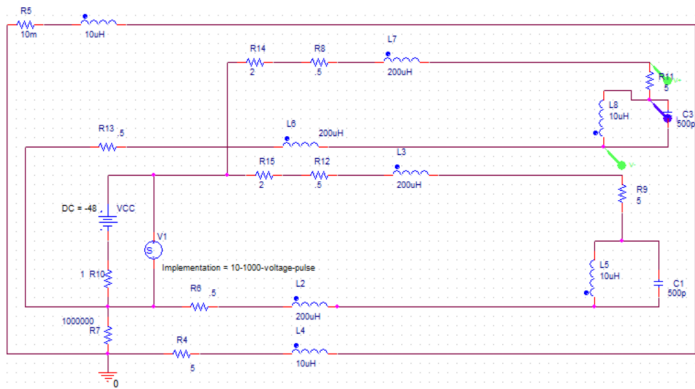 R5
10m
10uH
R14
2
R8
.5
L7
200uH
R11
5
L8
10uH
C3
500p
R13 .5
L6
200uH
R15
2
R12
.5
L3
200uH
R9
5
DC = -48
VCC
V1
S
Implementation = 10-1000-voltage-pulse
1 R10
R6 .5
L2
200uH
L5
10uH
C1
500p
1000000
R7
R4
5
L4
10uH
0